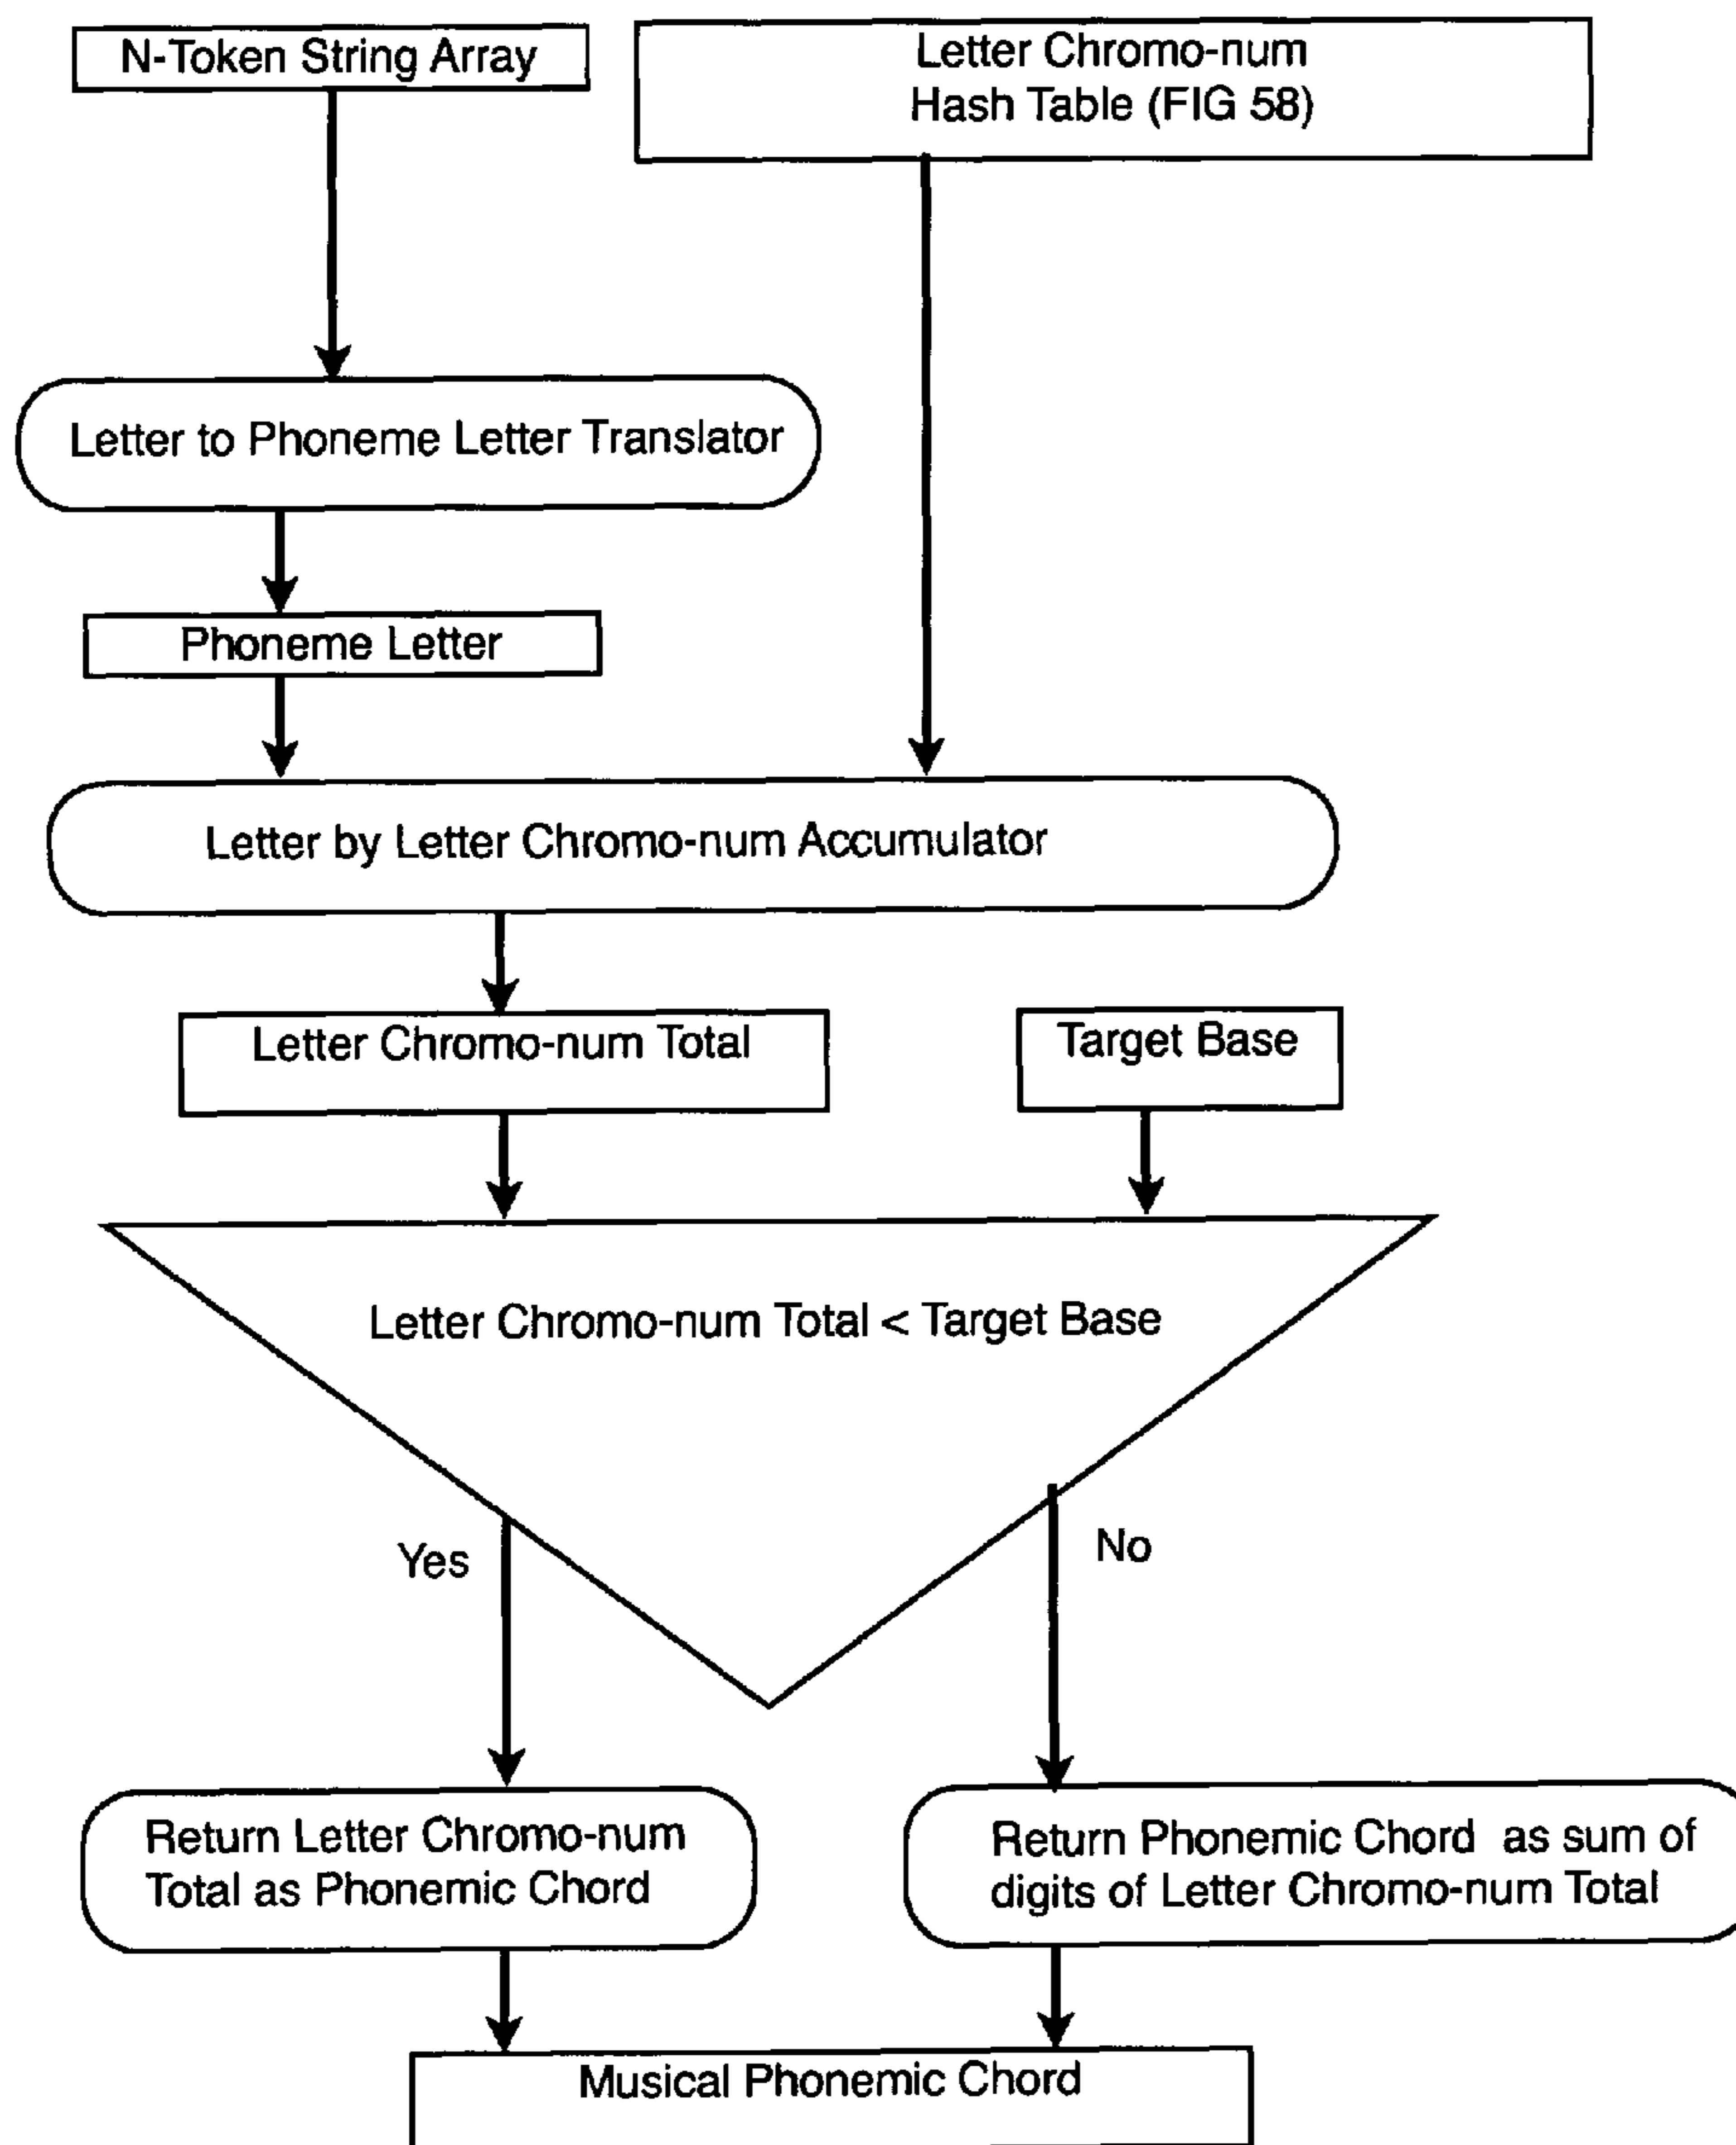 N-Token String Array
Letter Chromo-num
Hash Table (FIG 58)
Letter to Phoneme Letter Translator
Phoneme Letter
Letter by Letter Chromo-num Accumulator
Letter Chromo-num Total
Target Base
Letter Chromo-num Total < Target Base
Yes
No
Return Letter Chromo-num
Total as Phonemic Chord
Return Phonemic Chord as sum of
digits of Letter Chromo-num Total
Musical Phonemic Chord